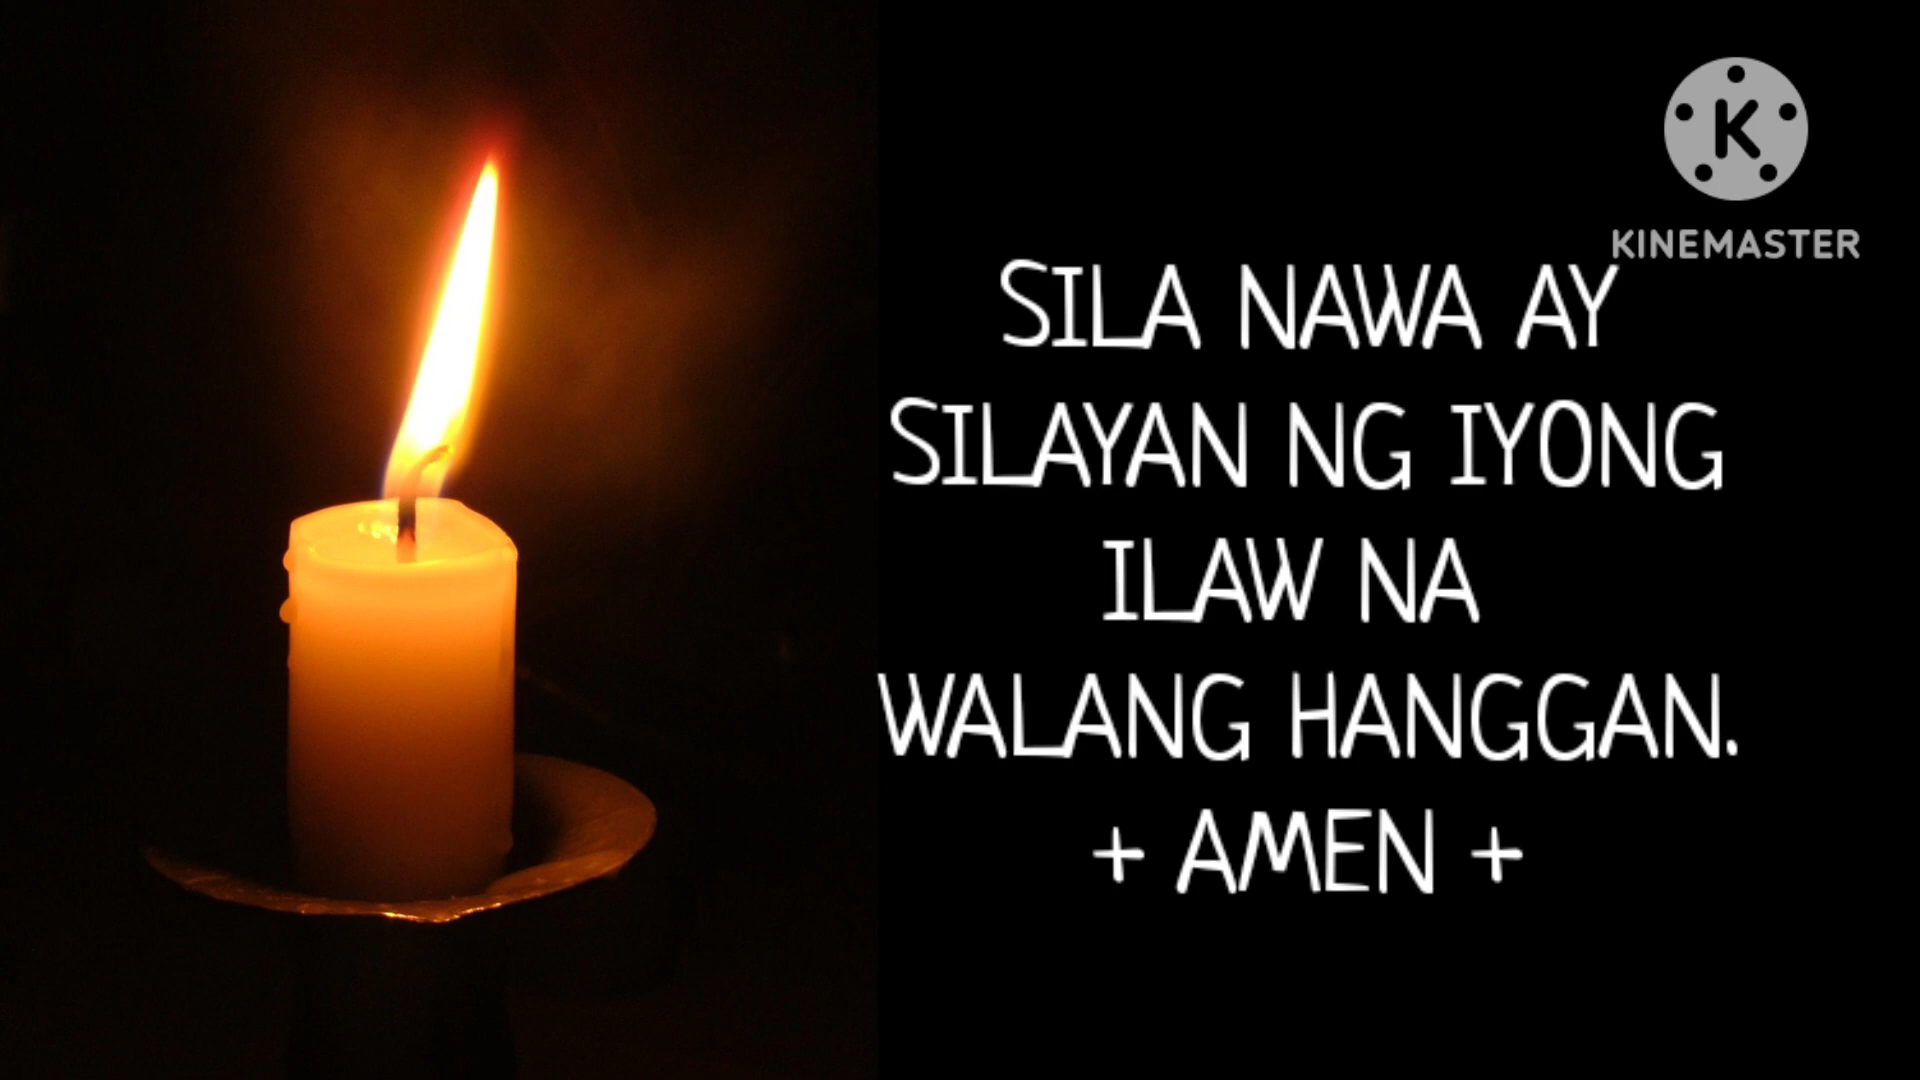 K
KINEMASTER
SILA NAWA AY
SILAYAN NG IYONG
ILAW NA
WALANG HANGGAN.
+ AMEN +